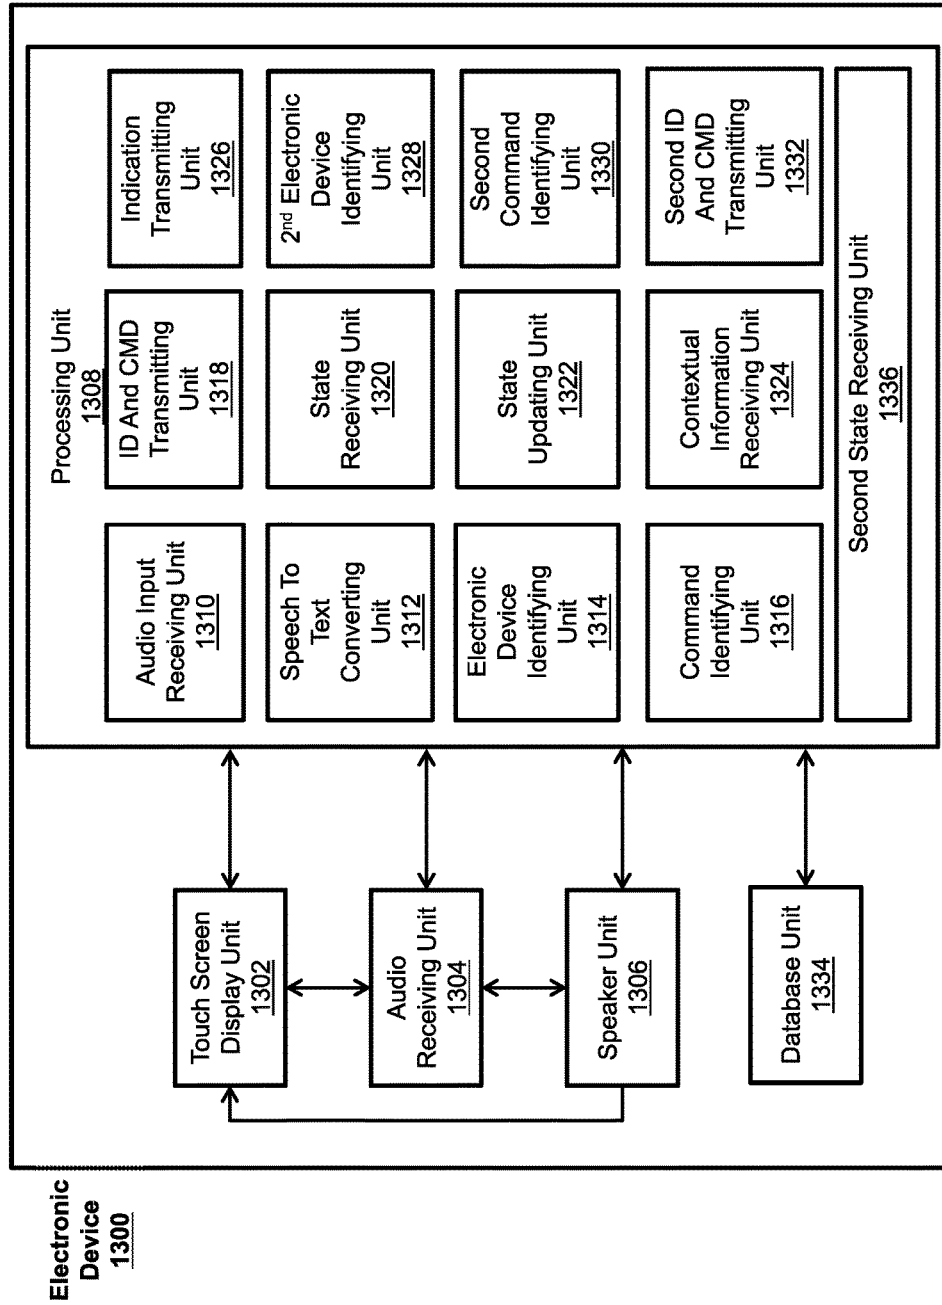 Electronic
Device
1300
Touch Screen
Display Unit
1302
Audio
Receiving Unit
1304
Speaker Unit
1306
Database Unit
1334
Processing Unit
1308
Audio Input
Receiving Unit
1310
ID And CMD
Transmitting
Unit
1318
Indication
Transmitting
Unit
1326
Speech To
Text
Converting
Unit
1312
State
Receiving Unit
1320
2nd Electronic
Device
Identifying
Unit
1328
Electronic
Device
Identifying
Unit
1314
State
Updating Unit
1322
Second
Command
Identifying
Unit
1330
Command
Identifying
Unit
1316
Contextual
Information
Receiving Unit
1324
Second ID
And CMD
Transmitting
Unit
1332
Second State Receiving Unit
1336